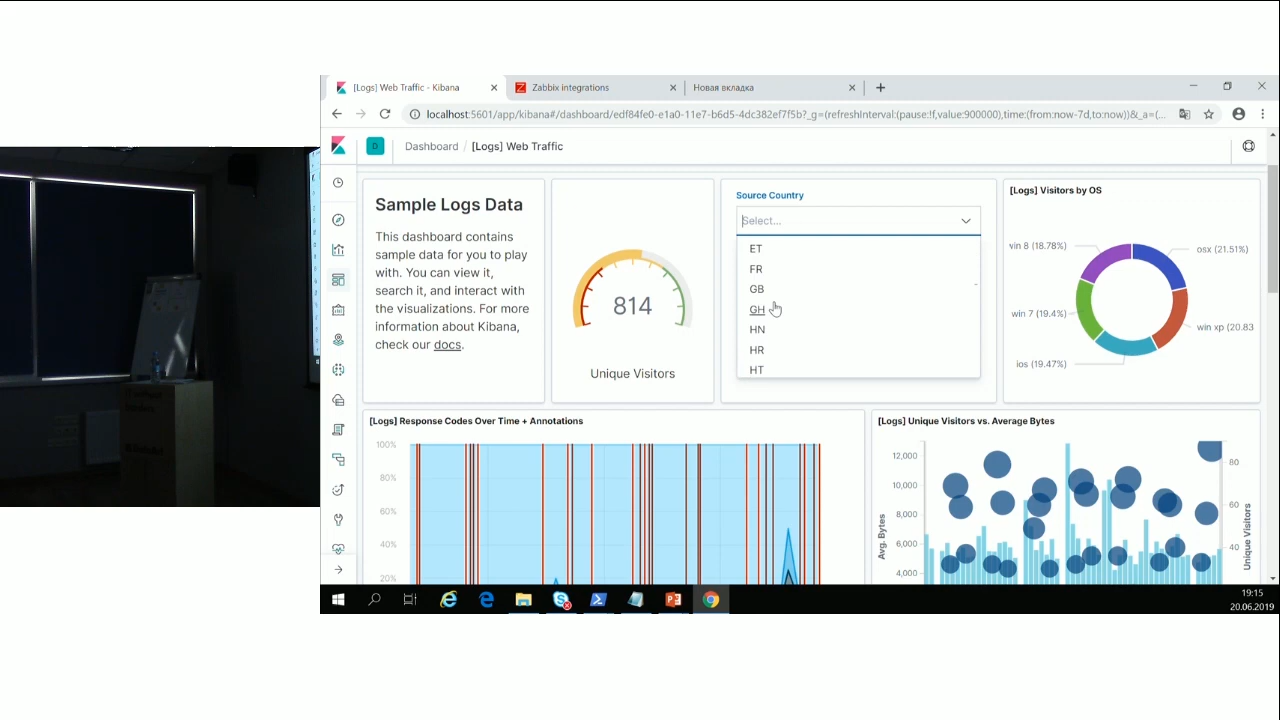 [Logs] Web Traffic - Kibana
Zabbix integrations
Новая вкладка
localhost:5601/app/kibana#/dashboard/edf84fe0-e1a0-11e7-b6d5-4dc382ef7f5b?_g=(refreshInterval:(pause:!f,value:900000),time:(from:now-7d,to:now))&_a=(...
D
Dashboard / [Logs] Web Traffic
Sample Logs Data
This dashboard contains
sample data for you to play
with. You can view it,
search it, and interact with
the visualizations. For more
information about Kibana,
check our docs.
814
Unique Visitors
Source Country
Select...
ET
FR
GB
GH
HN
HR
HT
[Logs] Visitors by OS
win 8 (18.78%)
osx (21.51%)
win 7 (19.4%)
win xp (20.83
ios (19.47%)
[Logs] Response Codes Over Time + Annotations
100%
80%
60%
40%
20%
[Logs] Unique Visitors vs. Average Bytes
12,000
10,000
8,000
6,000
4,000
Avg. Bytes
80
60
40
Unique Visitors
19:15
20.06.2019